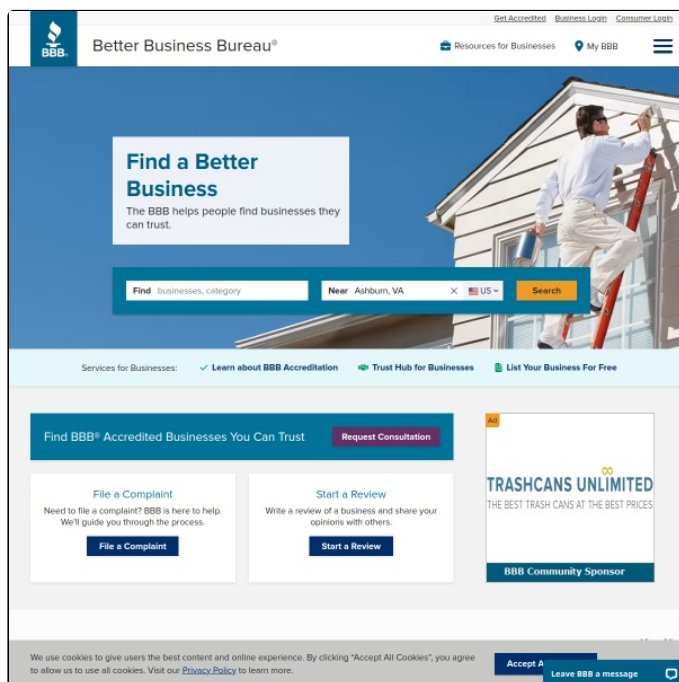 Get Accredited Business Login Consumer Login
BBB®
Better Business Bureau®
Resources for Businesses
My BBB
Find a Better
Business
The BBB helps people find businesses they
can trust.
Find businesses, category
Near Ashburn, VA
US
Search
Services for Businesses:
Learn about BBB Accreditation
Trust Hub for Businesses
List Your Business For Free
Find BBB® Accredited Businesses You Can Trust
Request Consultation
Ad
TRASHCANS UNLIMITED
THE BEST TRASH CANS AT THE BEST PRICES
BBB Community Sponsor
File a Complaint
Need to file a complaint? BBB is here to help.
We'll guide you through the process.
File a Complaint
Start a Review
Write a review of a business and share your
opinions with others.
Start a Review
We use cookies to give users the best content and online experience. By clicking “Accept All Cookies”, you agree
to allow us to use all cookies. Visit our Privacy Policy to learn more.
Accept
Leave BBB a message